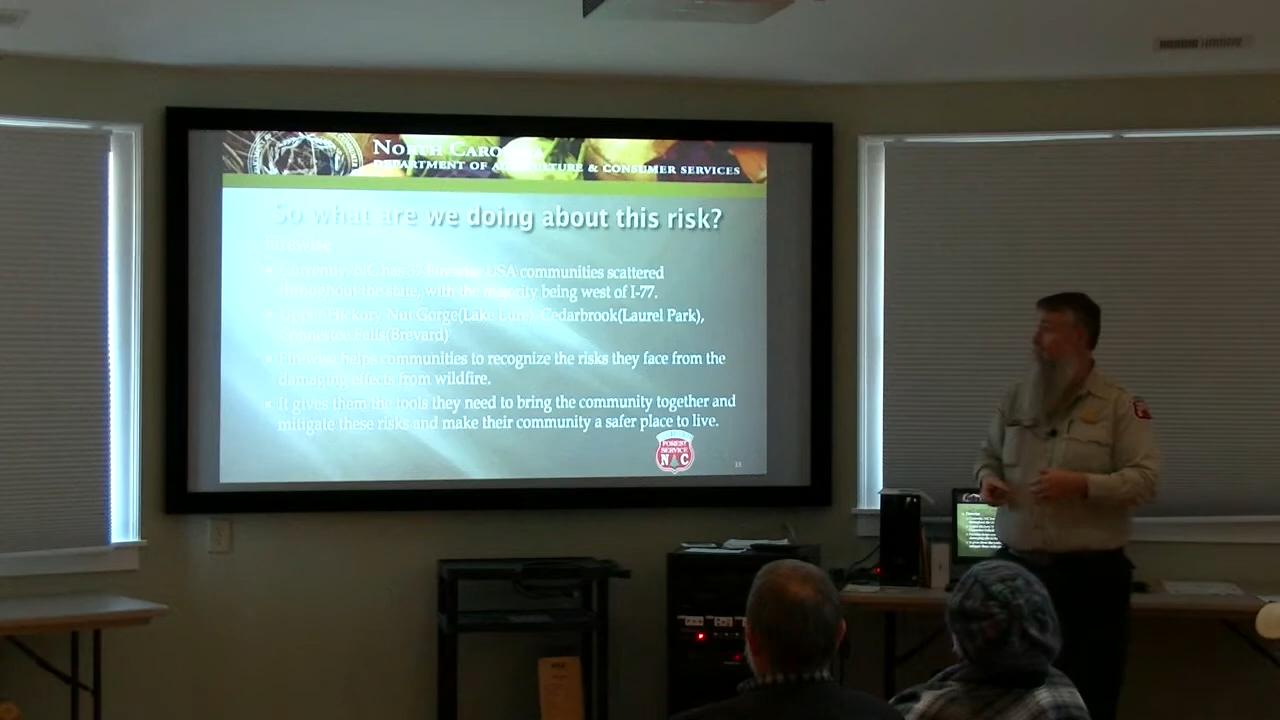 NORTH CAROLINA
DEPARTMENT OF AGRICULTURE & CONSUMER SERVICES
So what are we doing about this risk?
Firewise
Currently, NC has 37 Firewise USA communities scattered
throughout the state, with the majority being west of I-77.
Upper Hickory Nut Gorge(Lake Lure), Cedarbrook(Laurel Park),
Connestee Falls(Brevard)
Firewise helps communities to recognize the risks they face from the
damaging effects from wildfire.
It gives them the tools they need to bring the community together and
mitigate these risks and make their community a safer place to live.
FOREST
SERVICE
N C